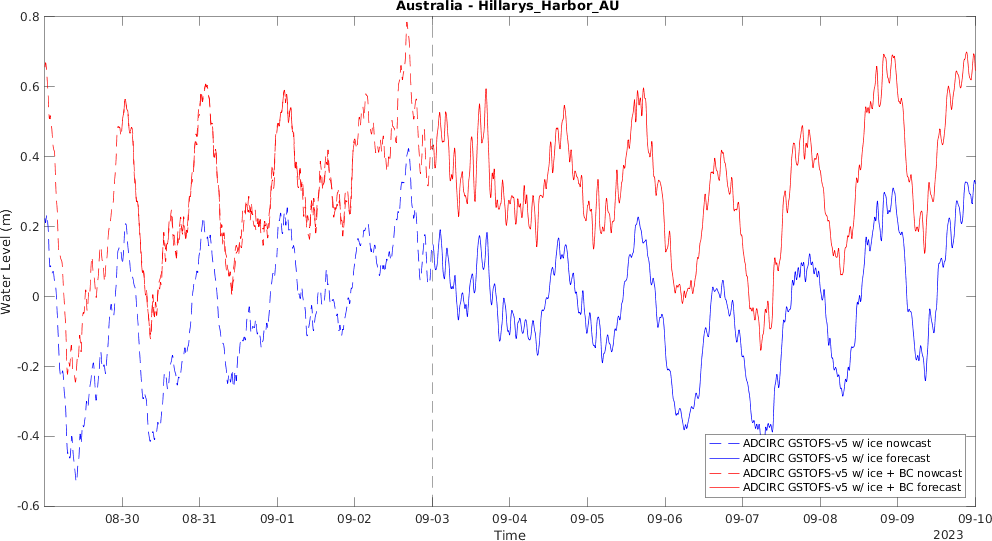 Australia - Hillarys_Harbor_AU
0.8
0.6
0.4
0.2
0
-0.2
-0.4
-0.6
Water Level (m)
ADCIRC GSTOFS-v5 w/ ice nowcast
ADCIRC GSTOFS-v5 w/ ice forecast
ADCIRC GSTOFS-v5 w/ ice + BC nowcast
ADCIRC GSTOFS-v5 w/ ice + BC forecast
08-30 08-31 09-01 09-02 09-03 09-04 09-05 09-06 09-07 09-08 09-09 09-10
Time 2023